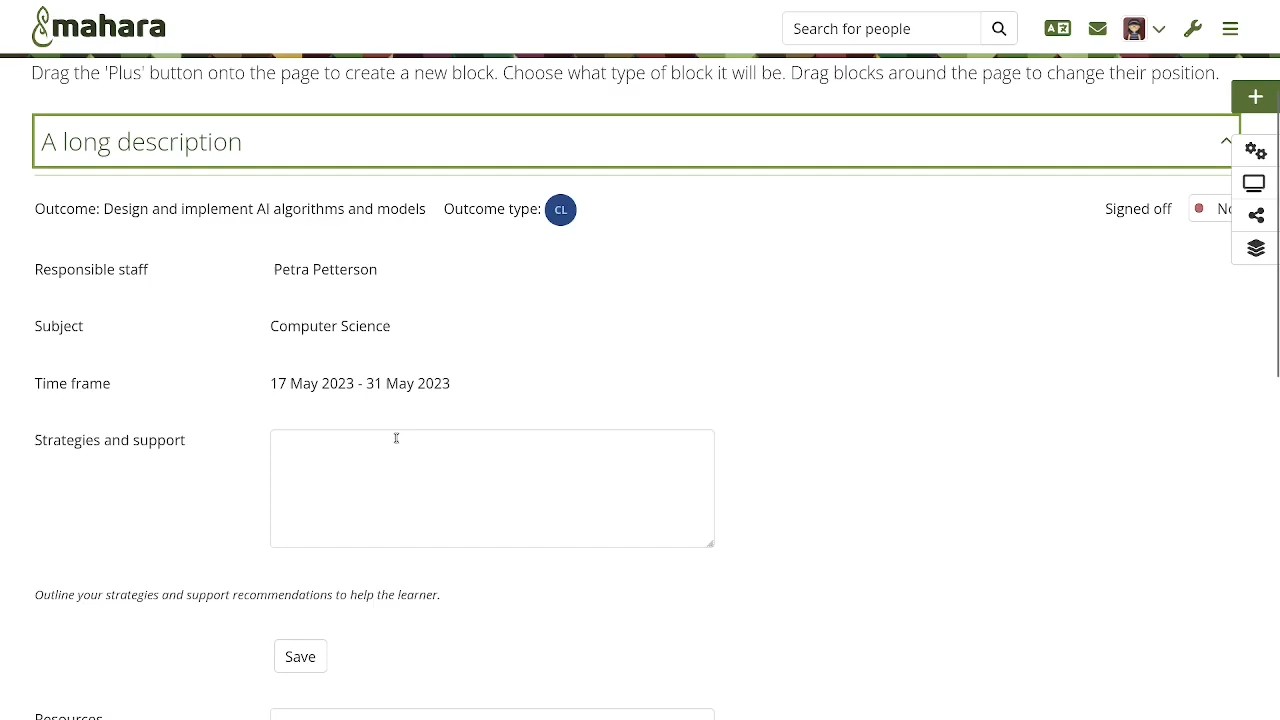 mahara
Search for people
Drag the 'Plus' button onto the page to create a new block. Choose what type of block it will be. Drag blocks around the page to change their position.
A long description
Outcome: Design and implement AI algorithms and models Outcome type: CL Signed off No
Responsible staff Petra Petterson
Subject Computer Science
Time frame 17 May 2023 - 31 May 2023
Strategies and support
Outline your strategies and support recommendations to help the learner.
Save
Resources